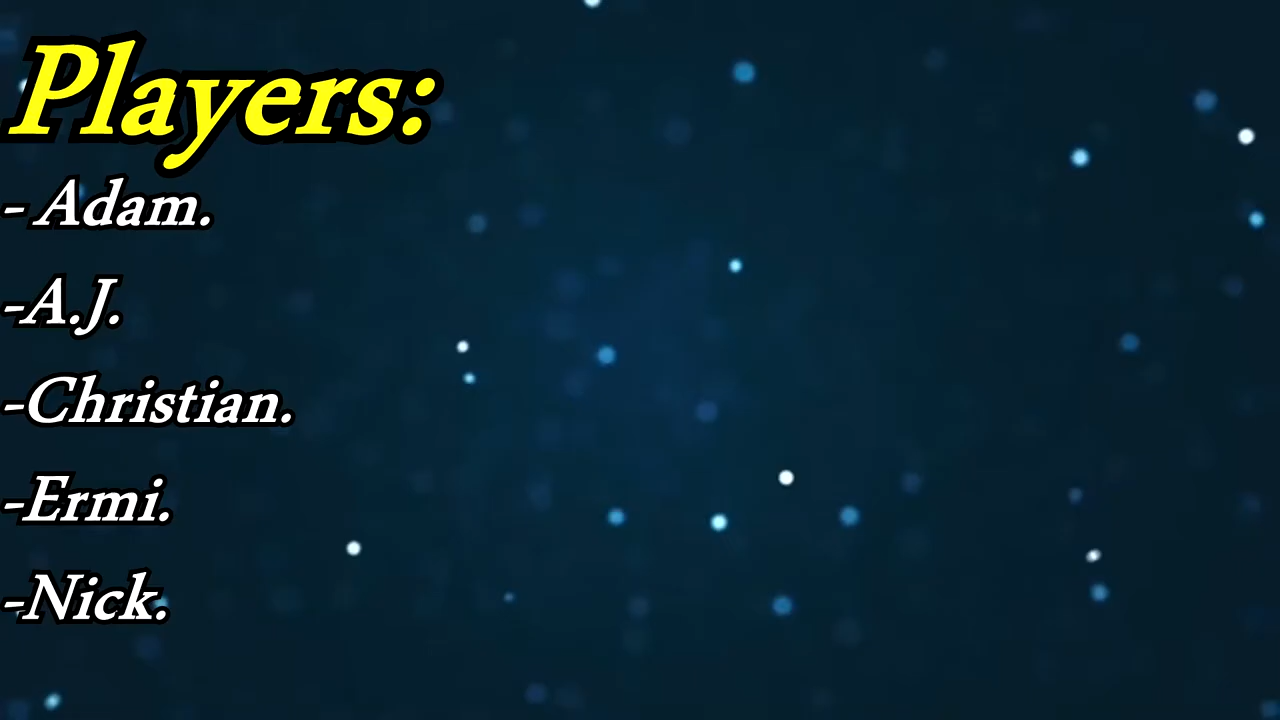 Players:
- Adam.
-A.J.
-Christian.
-Ermi.
-Nick.